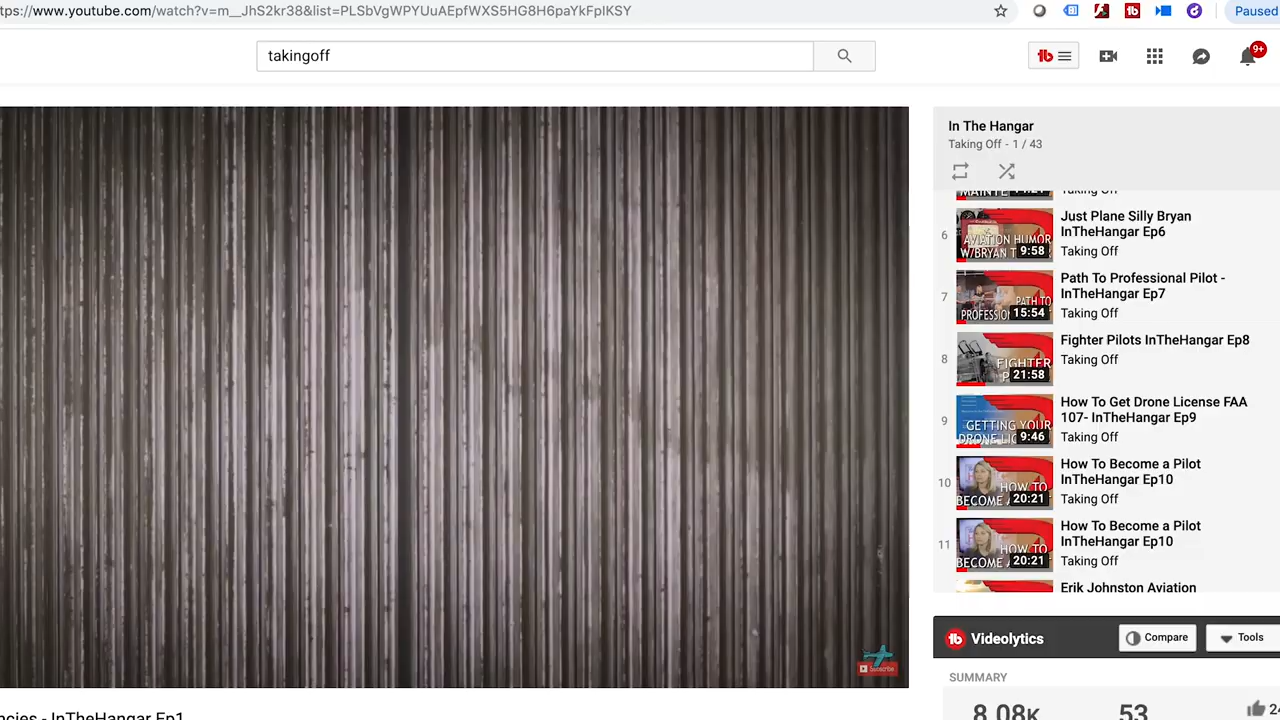 tps://www.youtube.com/watch?v=m__JhS2kr38&list=PLSbVgWPYUuAEpfWXS5HG8H6paYkFpIKSY
Paused
takingoff
9+
In The Hangar
Taking Off - 1 / 43
Taking Off
6
Just Plane Silly Bryan
InTheHangar Ep6
Taking Off
AVIATION HUMOR
W/BRYAN
9:58
7
Path To Professional Pilot -
InTheHangar Ep7
Taking Off
PATH TO
15:54
8
Fighter Pilots InTheHangar Ep8
Taking Off
FIGHTER
21:58
9
How To Get Drone License FAA
107- InTheHangar Ep9
Taking Off
GETTING YOUR
DRONE
9:46
10
How To Become a Pilot
InTheHangar Ep10
Taking Off
HOW TO
BECOME
20:21
11
How To Become a Pilot
InTheHangar Ep10
Taking Off
HOW TO
BECOME
20:21
Erik Johnston Aviation
Subscribe
Videolytics
Compare
Tools
SUMMARY
8.08K
53
ncies - InTheHangar Ep1